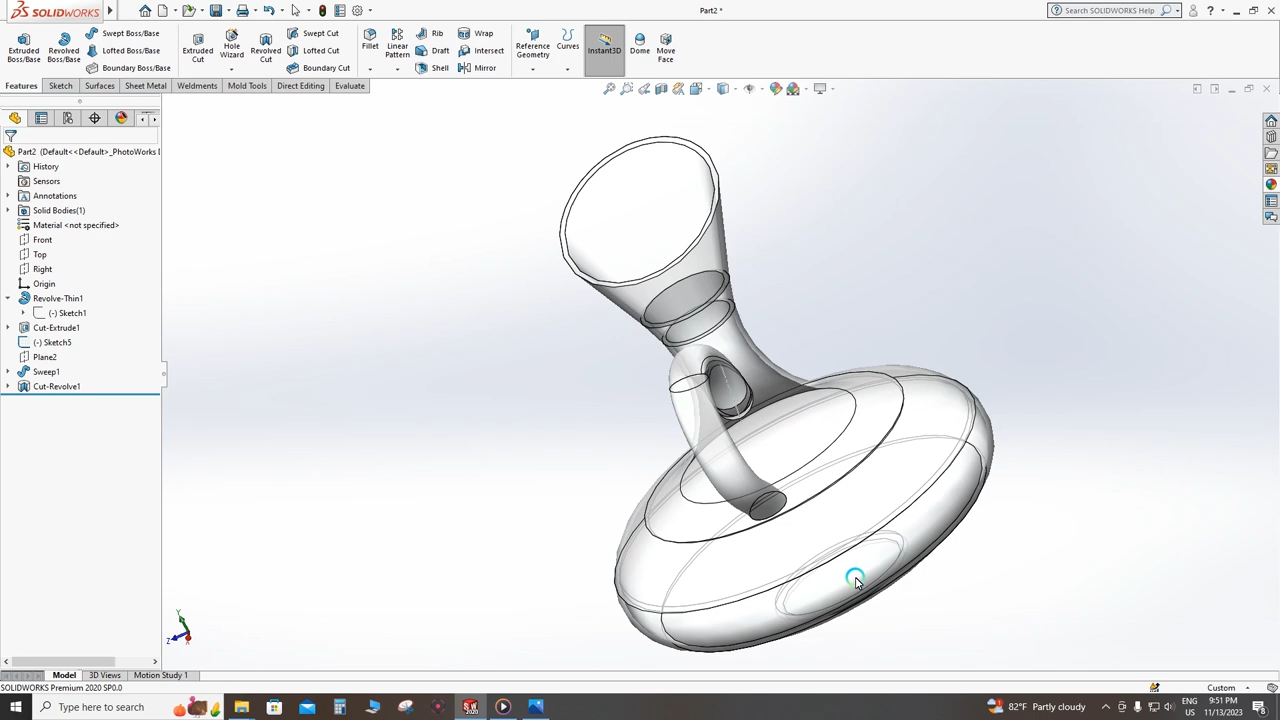 SOLIDWORKS
Part2 *
Search SOLIDWORKS Help
Extruded Boss/Base
Revolved Boss/Base
Swept Boss/Base
Lofted Boss/Base
Boundary Boss/Base
Extruded Cut
Hole Wizard
Revolved Cut
Swept Cut
Lofted Cut
Boundary Cut
Fillet
Linear Pattern
Rib
Draft
Shell
Wrap
Intersect
Mirror
Reference Geometry
Curves
Instant3D
Dome
Move Face
Features
Sketch
Surfaces
Sheet Metal
Weldments
Mold Tools
Direct Editing
Evaluate
Part2 (Default<<Default>_PhotoWorks
History
Sensors
Annotations
Solid Bodies(1)
Material <not specified>
Front
Top
Right
Origin
Revolve-Thin1
(-) Sketch1
Cut-Extrude1
(-) Sketch5
Plane2
Sweep1
Cut-Revolve1
Y
Z
X
Model
3D Views
Motion Study 1
SOLIDWORKS Premium 2020 SP0.0
Custom
Type here to search
82°F Partly cloudy
ENG
US
9:51 PM
11/13/2023